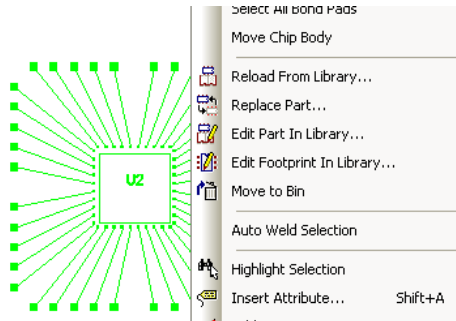 Select All Bond Pads
Move Chip Body
Reload From Library...
Replace Part...
Edit Part In Library...
U2
Edit Footprint In Library...
Move to Bin
Auto Weld Selection
Highlight Selection
Insert Attribute... Shift+A